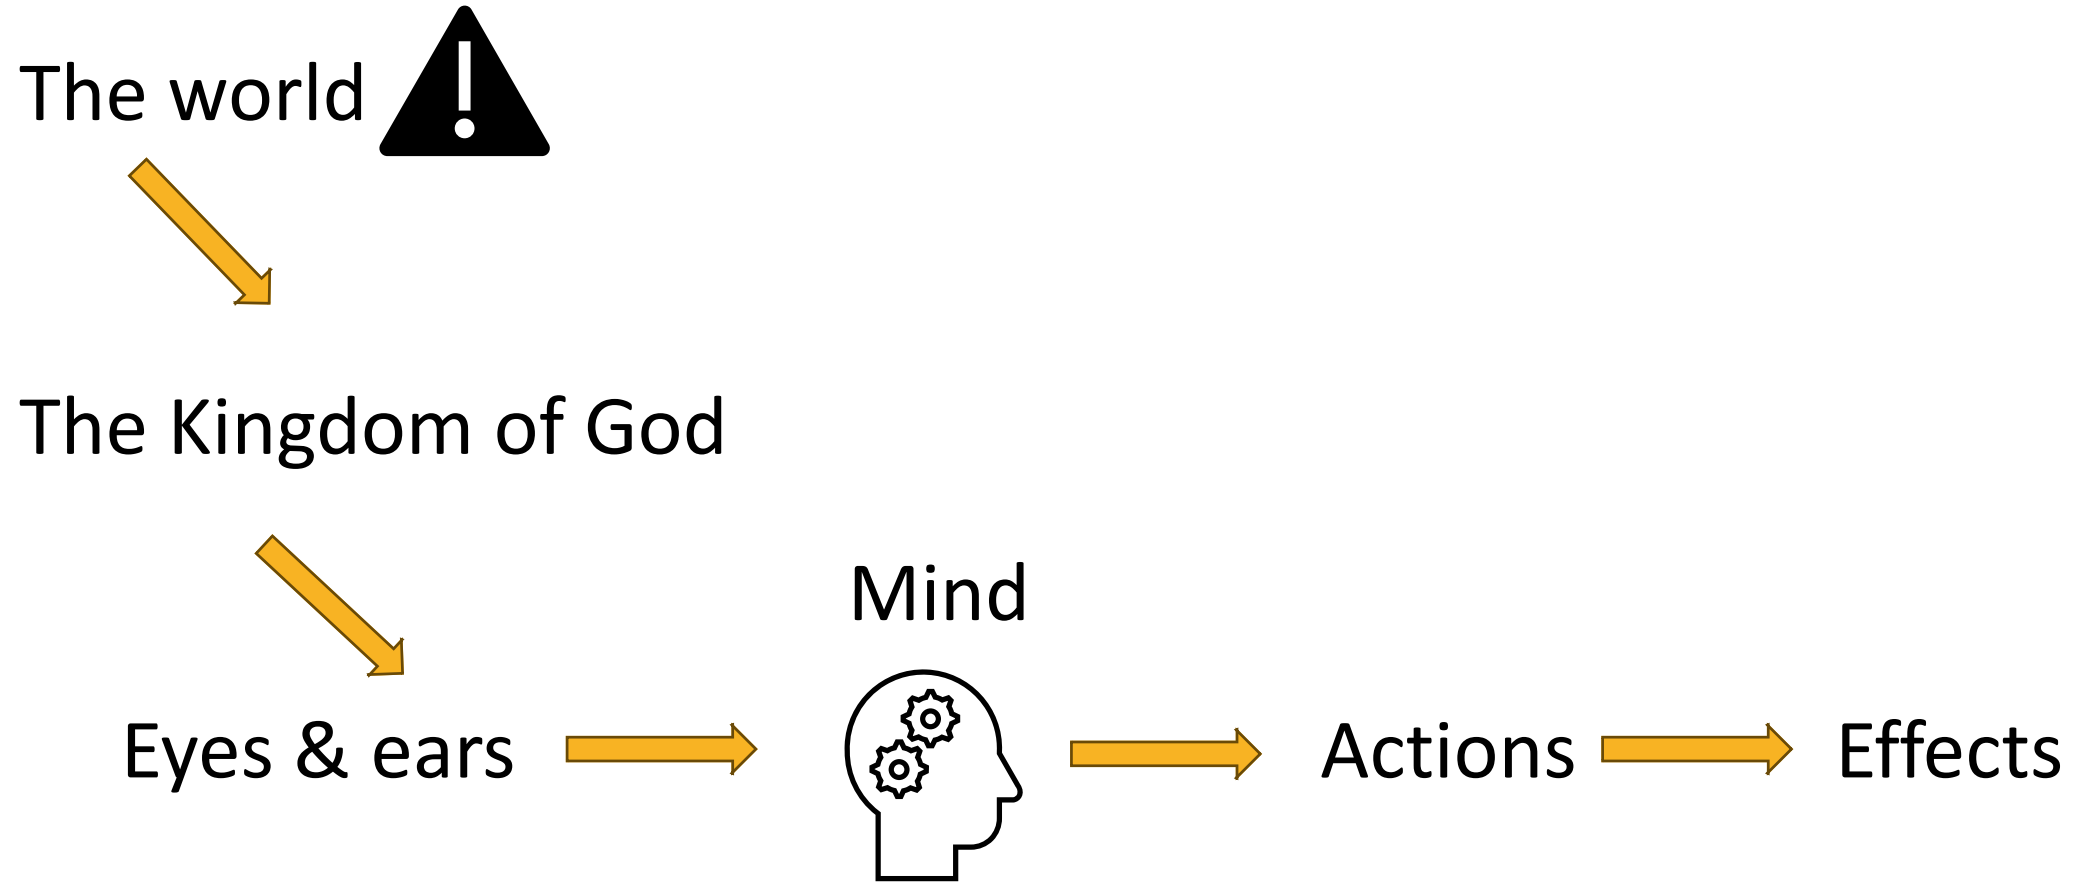 The world
The Kingdom of God
Mind
Eyes & ears
Actions
Effects